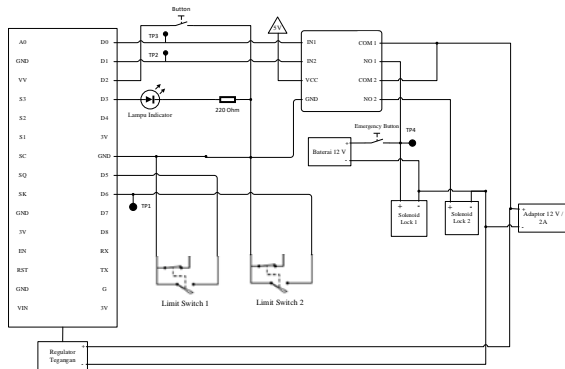 Button
TP3
TP2
5V
A0
GND
VV
S3
S2
S1
SC
SQ
SK
GND
3V
EN
RST
GND
VIN
D0
D1
D2
D3
D4
3V
GND
D5
D6
D7
D8
RX
TX
G
3V
Lampu Indicator
220 Ohm
IN1
IN2
VCC
GND
COM 1
NO 1
COM 2
NO 2
Emergency Button
TP4
Baterai 12 V
+
-
TP1
+ -
Solenoid
Lock 1
+ -
Solenoid
Lock 2
+
Adaptor 12 V /
2A
-
Limit Switch 1
Limit Switch 2
Regulator
Tegangan
+
-